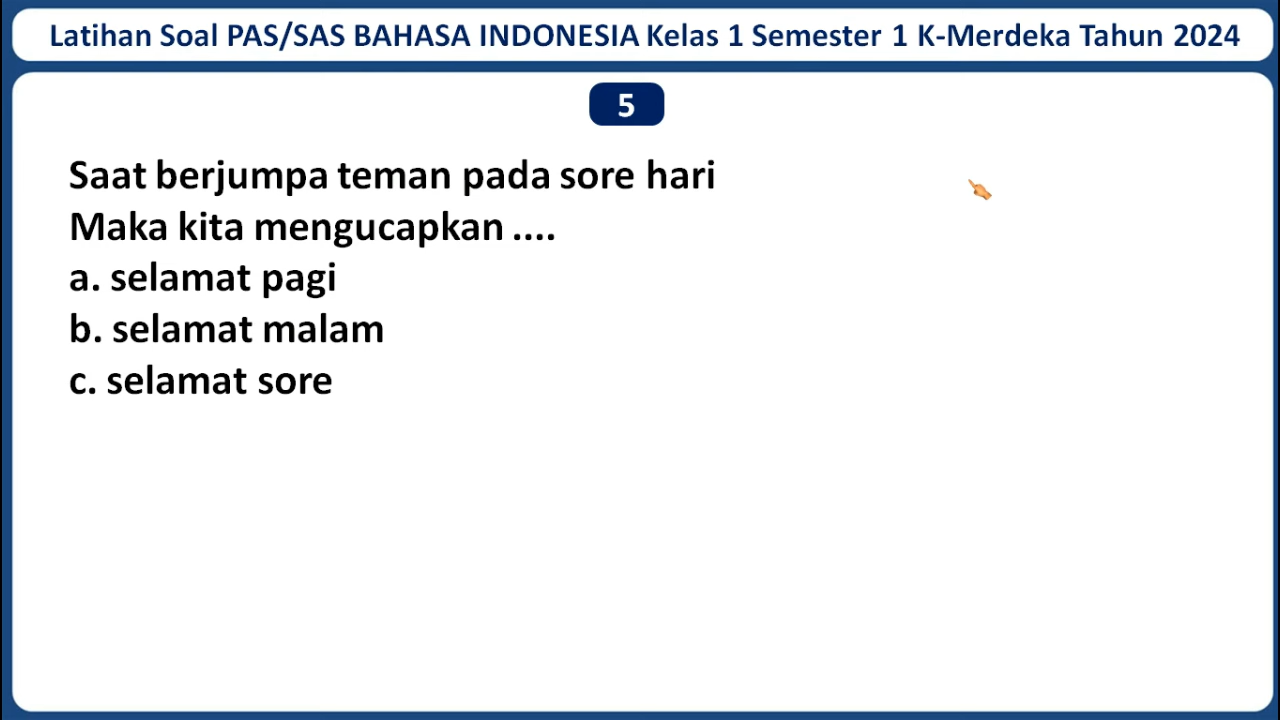 Latihan Soal PAS/SAS BAHASA INDONESIA Kelas 1 Semester 1 K-Merdeka Tahun 2024
5
Saat berjumpa teman pada sore hari
Maka kita mengucapkan ....
a. selamat pagi
b. selamat malam
c. selamat sore